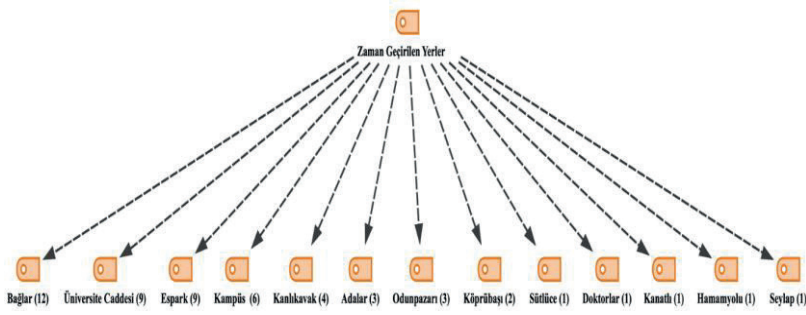 Zaman Geçirilen Yerler
Bağlar (12) Üniversite Caddesi (9) Espark (9) Kampüs (6) Kanlıkavak (4) Adalar (3) Odunpazarı (3) Köprübaşı (2) Sütlüce (1) Doktorlar (1) Kanatlı (1) Hamamyolu (1) Seylap (1)